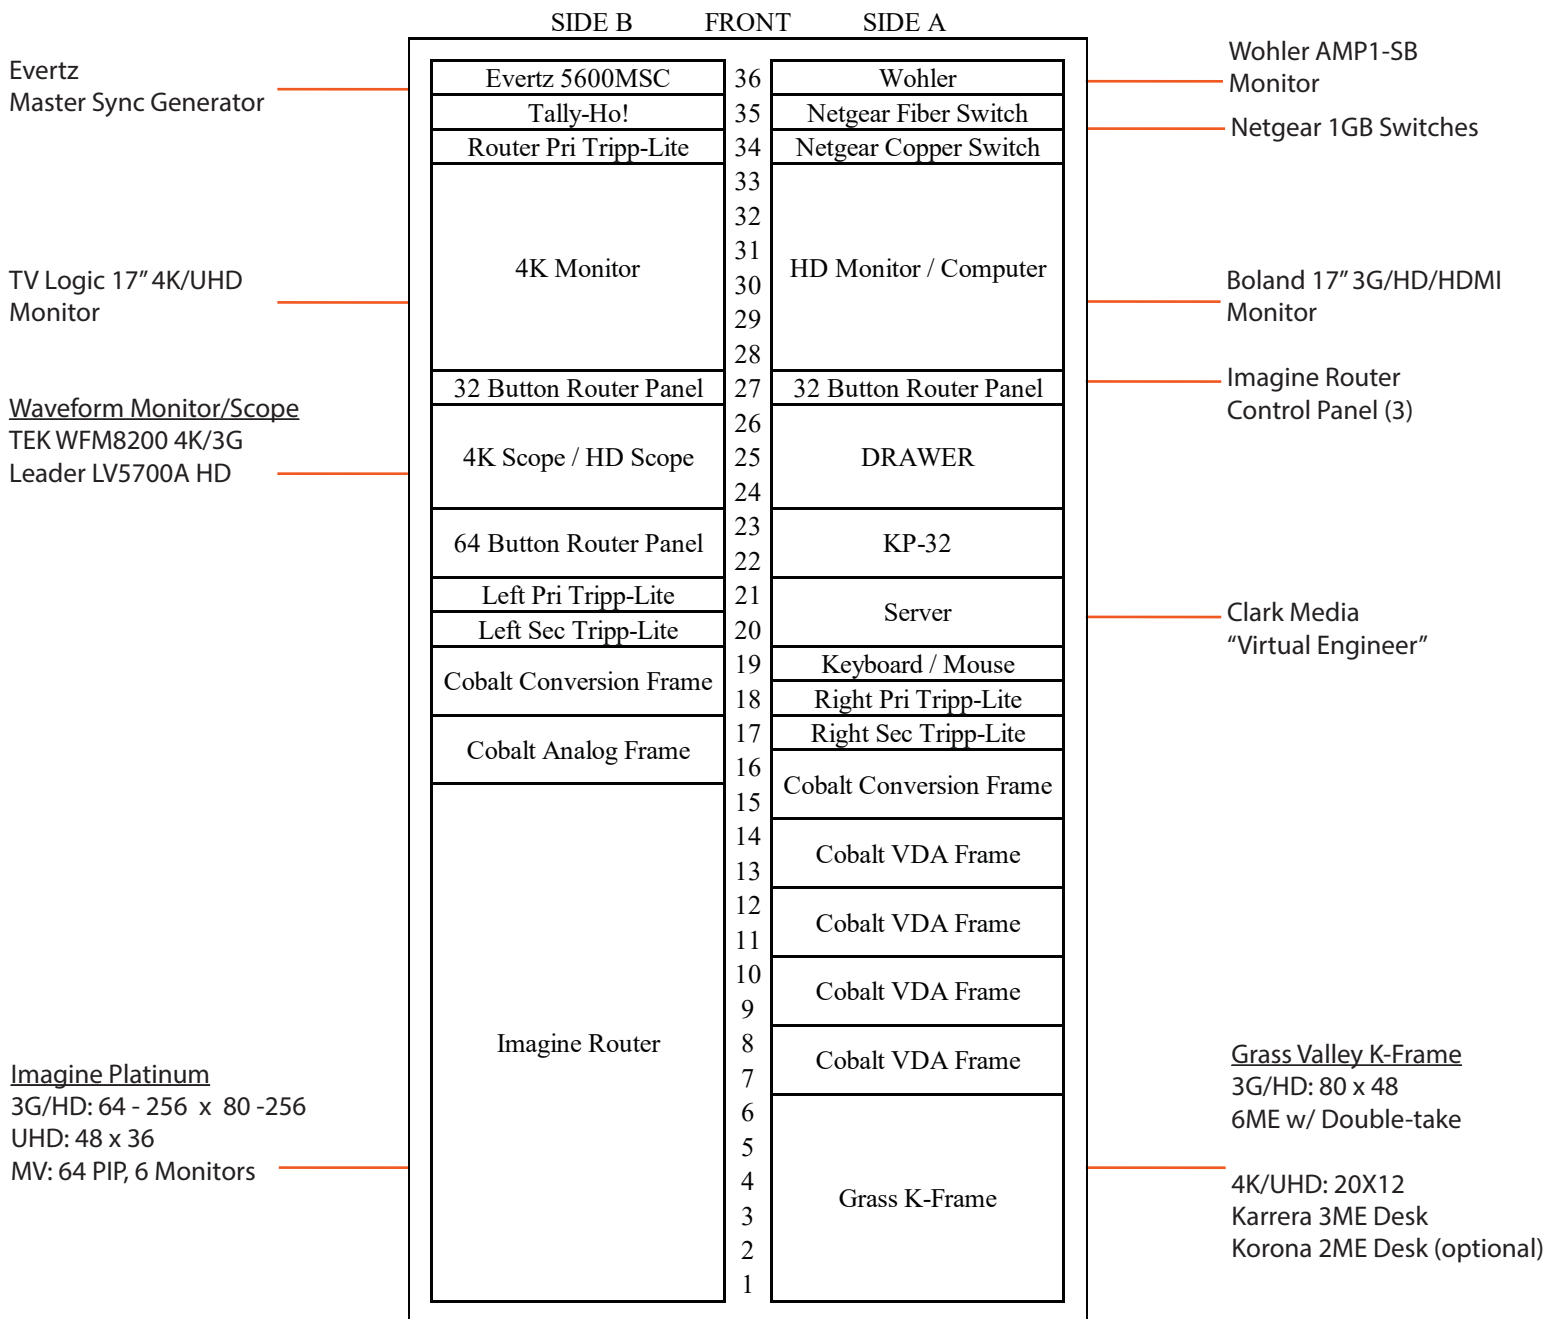 SIDE B FRONT SIDE A
Evertz
Master Sync Generator
TV Logic 17” 4K/UHD
Monitor
Waveform Monitor/Scope
TEK WFM8200 4K/3G
Leader LV5700A HD
Imagine Platinum
3G/HD: 64 - 256 x 80 -256
UHD: 48 x 36
MV: 64 PIP, 6 Monitors
Evertz 5600MSC
Tally-Ho!
Router Pri Tripp-Lite
4K Monitor
32 Button Router Panel
4K Scope / HD Scope
64 Button Router Panel
Left Pri Tripp-Lite
Left Sec Tripp-Lite
Cobalt Conversion Frame
Cobalt Analog Frame
Imagine Router
36
35
34
33
32
31
30
29
28
27
26
25
24
23
22
21
20
19
18
17
16
15
14
13
12
11
10
9
8
7
6
5
4
3
2
1
Wohler
Netgear Fiber Switch
Netgear Copper Switch
HD Monitor / Computer
32 Button Router Panel
DRAWER
KP-32
Server
Keyboard / Mouse
Right Pri Tripp-Lite
Right Sec Tripp-Lite
Cobalt Conversion Frame
Cobalt VDA Frame
Cobalt VDA Frame
Cobalt VDA Frame
Cobalt VDA Frame
Grass K-Frame
Wohler AMP1-SB
Monitor
Netgear 1GB Switches
Boland 17” 3G/HD/HDMI
Monitor
Imagine Router
Control Panel (3)
Clark Media
“Virtual Engineer”
Grass Valley K-Frame
3G/HD: 80 x 48
6ME w/ Double-take
4K/UHD: 20X12
Karrera 3ME Desk
Korona 2ME Desk (optional)